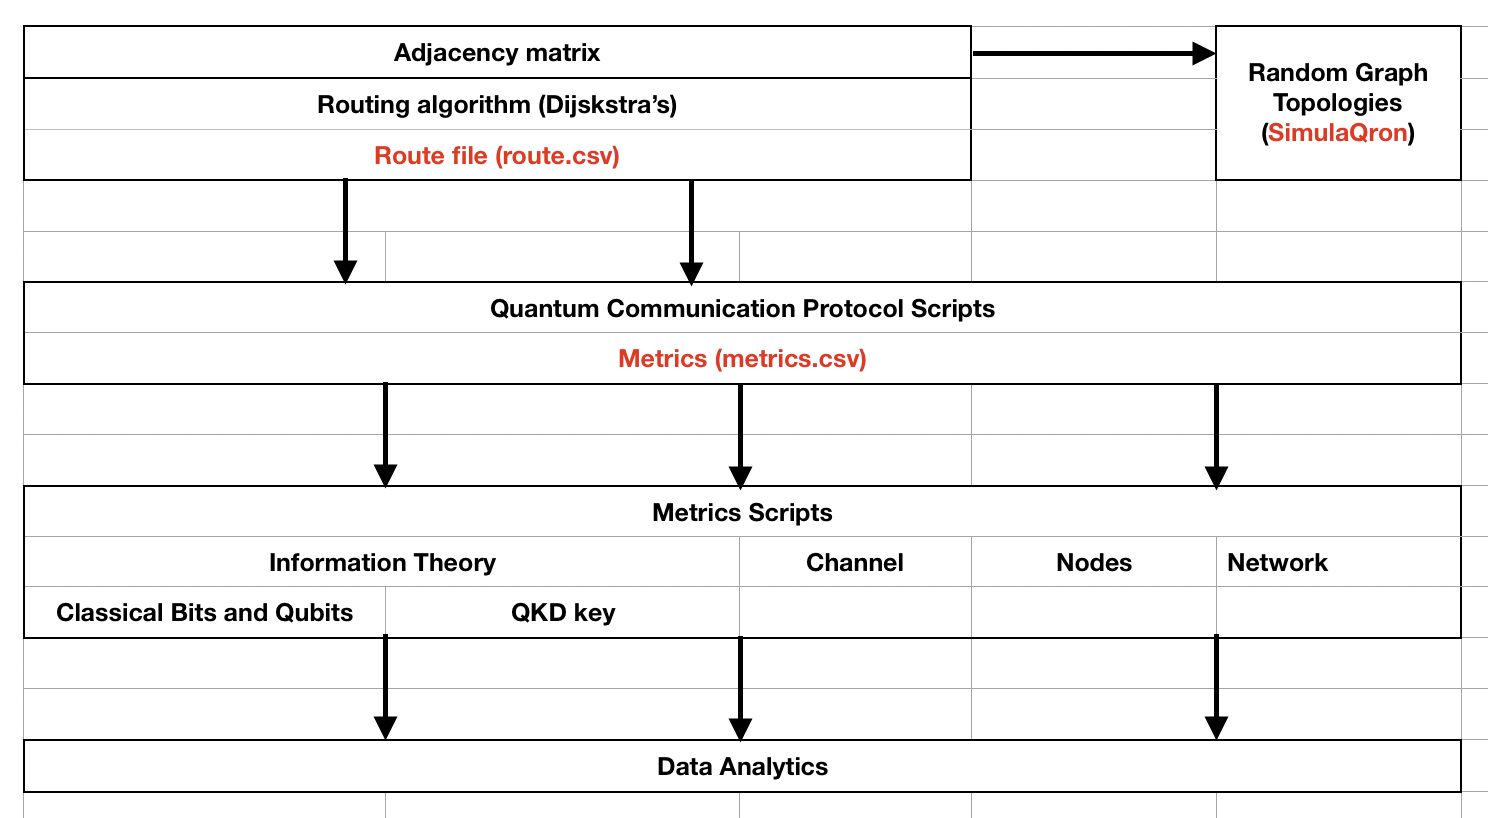 Adjacency matrix
Random Graph
Topologies
(SimulaQron)
Routing algorithm (Dijskstra’s)
Route file (route.csv)
Quantum Communication Protocol Scripts
Metrics (metrics.csv)
Metrics Scripts
Information Theory
Channel
Nodes
Network
Classical Bits and Qubits
QKD key
Data Analytics